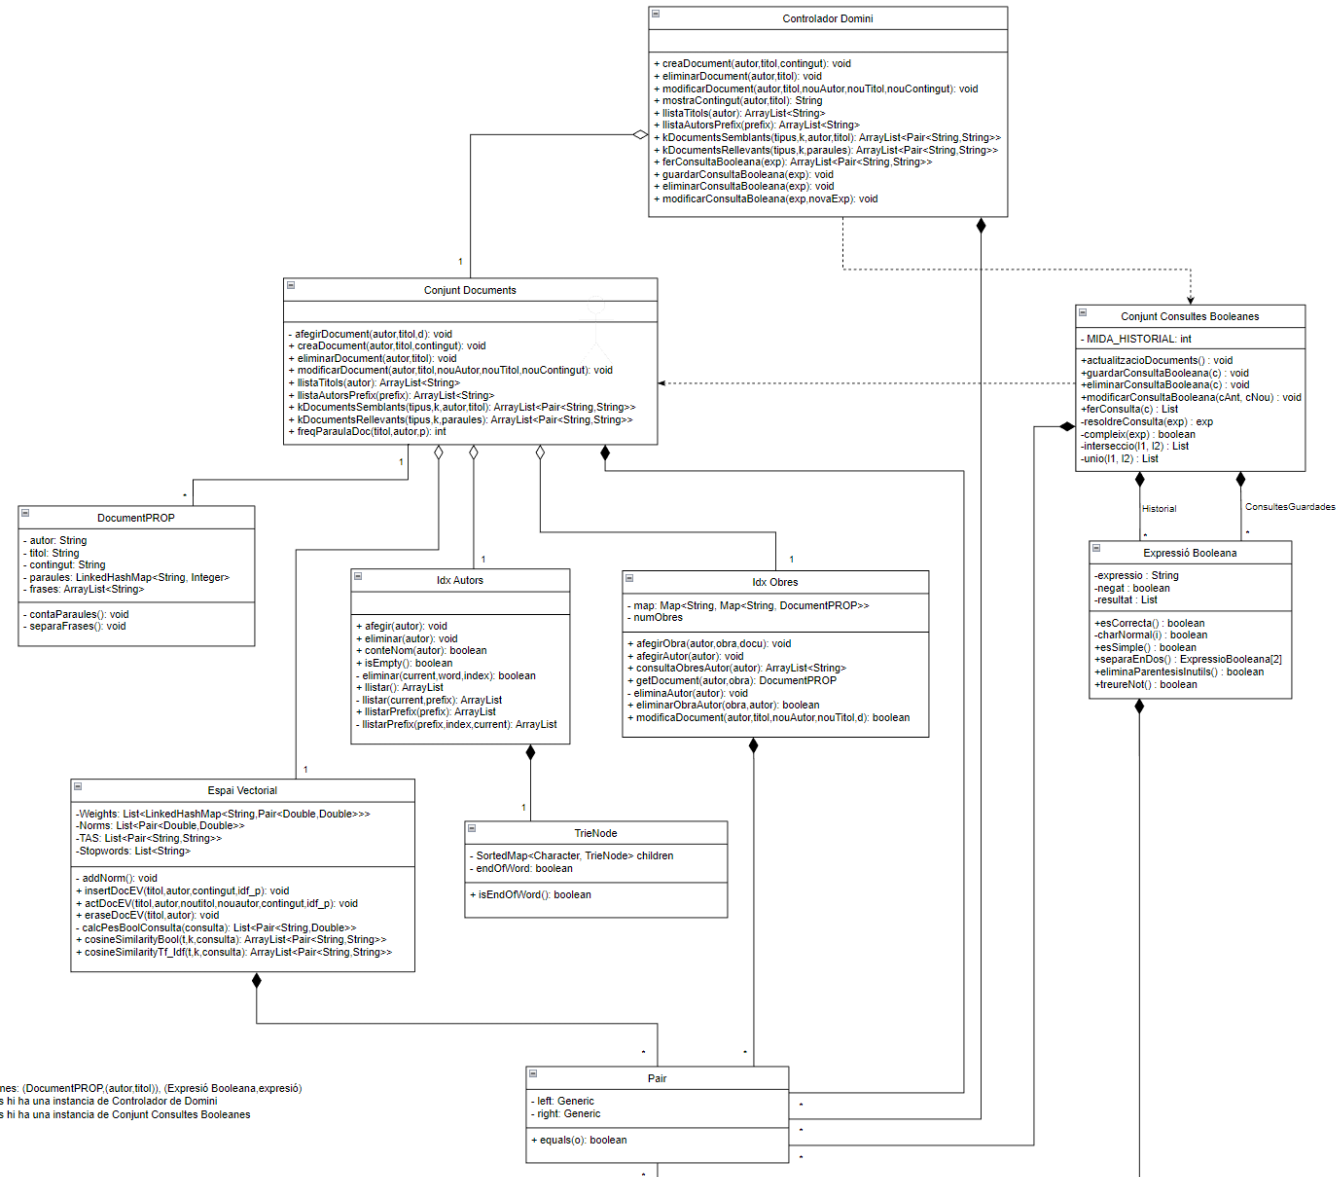 Controlador Domini
+ creaDocument(autor,titol,contingut): void
+ eliminarDocument(autor,titol): void
+ modificarDocument(autor,titol,nouAutor,nouTitol,nouContingut): void
+ mostraContingut(autor,titol): String
+ llistaTitols(autor): ArrayList<String>
+ llistaAutorsPrefix(prefix): ArrayList<String>
+ kDocumentsSemblants(tipus,k,autor,titol): ArrayList<Pair<String,String>>
+ kDocumentsRellevants(tipus,k,paraules): ArrayList<Pair<String,String>>
+ ferConsultaBooleana(exp): ArrayList<Pair<String,String>>
+ guardarConsultaBooleana(exp): void
+ eliminarConsultaBooleana(exp): void
+ modificarConsultaBoleana(exp,novaExp): void
1
Conjunt Documents
- afegirDocument(autor,titol,d): void
+ creaDocument(autor,titol,contingut): void
+ eliminarDocument(autor,titol): void
+ modificarDocument(autor,titol,nouAutor,nouTitol,nouContingut): void
+ llistaTitols(autor): ArrayList<String>
+ llistaAutorsPrefix(prefix): ArrayList<String>
+ kDocumentsSemblants(tipus,k,autor,titol): ArrayList<Pair<String,String>>
+ kDocumentsRellevants(tipus,k,paraules): ArrayList<Pair<String,String>>
+ freqParaulaDoc(titol,autor,p): int
Conjunt Consultes Booleanes
- MIDA_HISTORIAL: int
+actualitzacioDocuments() : void
+guardarConsultaBooleana(c) : void
+eliminarConsultaBooleana(c) : void
+modificarConsultaBooleana(cAnt, cNou) : void
+ferConsulta(c) : List
-resoldreConsulta(exp) : exp
-compleix(exp) : boolean
-interseccio(l1, l2) : List
-unio(l1, l2) : List
1
*
Historial
ConsultesGuardades
*
*
DocumentPROP
- autor: String
- titol: String
- contingut: String
- paraules: LinkedHashMap<String, Integer>
- frases: ArrayList<String>
- contaParaules(): void
- separaFrases(): void
1
Idx Autors
+ afegir(autor): void
+ eliminar(autor): void
+ conteNom(autor): boolean
+ isEmpty(): boolean
- eliminar(current,word,index): boolean
+ llistar(): ArrayList
- llistar(current,prefix): ArrayList
+ llistarPrefix(prefix): ArrayList
- llistarPrefix(prefix,index,current): ArrayList
1
Idx Obres
- map: Map<String, Map<String, DocumentPROP>>
- numObres
+ afegirObra(autor,obra,docu): void
+ afegirAutor(autor): void
+ consultaObresAutor(autor): ArrayList<String>
+ getDocument(autor,obra): DocumentPROP
- eliminaAutor(autor): void
+ eliminarObraAutor(obra,autor): boolean
+ modificaDocument(autor,titol,nouAutor,nouTitol,d): boolean
Expressió Booleana
-expressio : String
-negat : boolean
-resultat : List
+esCorrecta() : boolean
-charNormal(i) : boolean
+esSimple() : boolean
+separaEnDos() : ExpressioBooleana[2]
+eliminaParentesisInutils() : boolean
+treureNot() : boolean
1
Espai Vectorial
-Weights: List<LinkedHashMap<String,Pair<Double,Double>>>
-Norms: List<Pair<Double,Double>>
-TAS: List<Pair<String,String>>
-Stopwords: List<String>
- addNorm(): void
+ insertDocEV(titol,autor,contingut,idf_p): void
+ actDocEV(titol,autor,noutitol,nouautor,contingut,idf_p): void
+ eraseDocEV(titol,autor): void
- calcPesBoolConsulta(consulta): List<Pair<String,Double>>
+ cosineSimilarityBool(t,k,consulta): ArrayList<Pair<String,String>>
+ cosineSimilarityTf_Idf(t,k,consulta): ArrayList<Pair<String,String>>
1
TrieNode
- SortedMap<Character, TrieNode> children
- endOfWord: boolean
+ isEndOfWord(): boolean
*
*
Pair
- left: Generic
- right: Generic
+ equals(o): boolean
*
*
*
*
nes: (DocumentPROP,(autor,titol)), (Expresió Booleana,expresió)
s hi ha una instancia de Controlador de Domini
s hi ha una instancia de Conjunt Consultes Booleanes